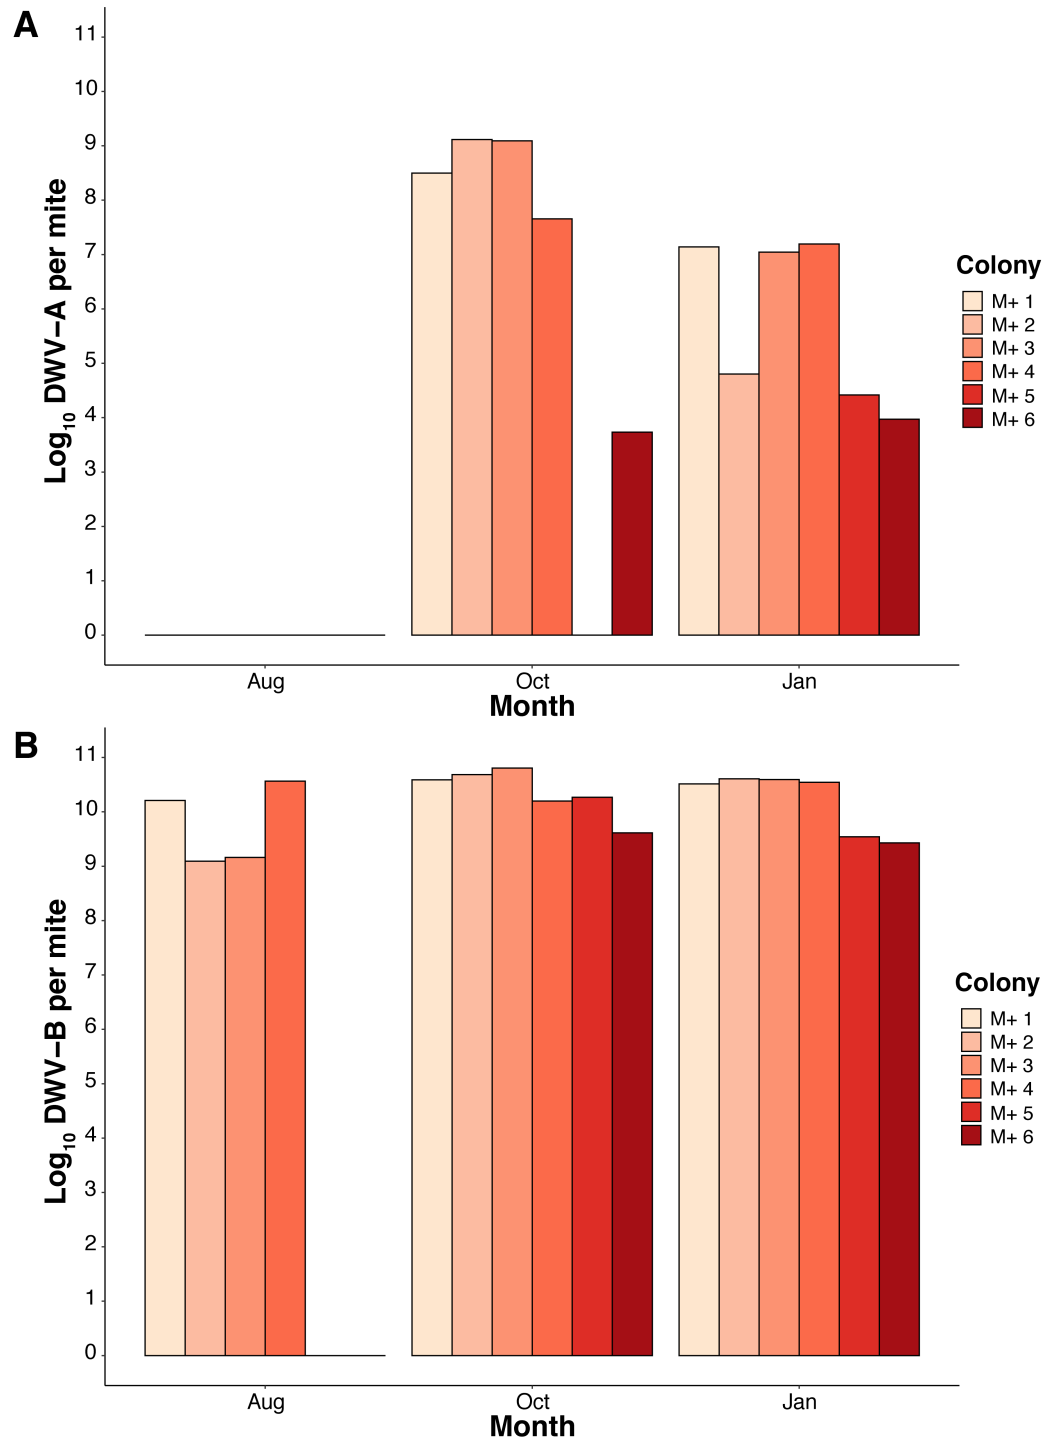 A
11
10
9
8
7
6
5
4
3
2
1
0
Log10 DWV−A per mite
Aug Oct Jan
Month
Colony
M+ 1
M+ 2
M+ 3
M+ 4
M+ 5
M+ 6
B
11
10
9
8
7
6
5
4
3
2
1
0
Log10 DWV−B per mite
Aug Oct Jan
Month
Colony
M+ 1
M+ 2
M+ 3
M+ 4
M+ 5
M+ 6